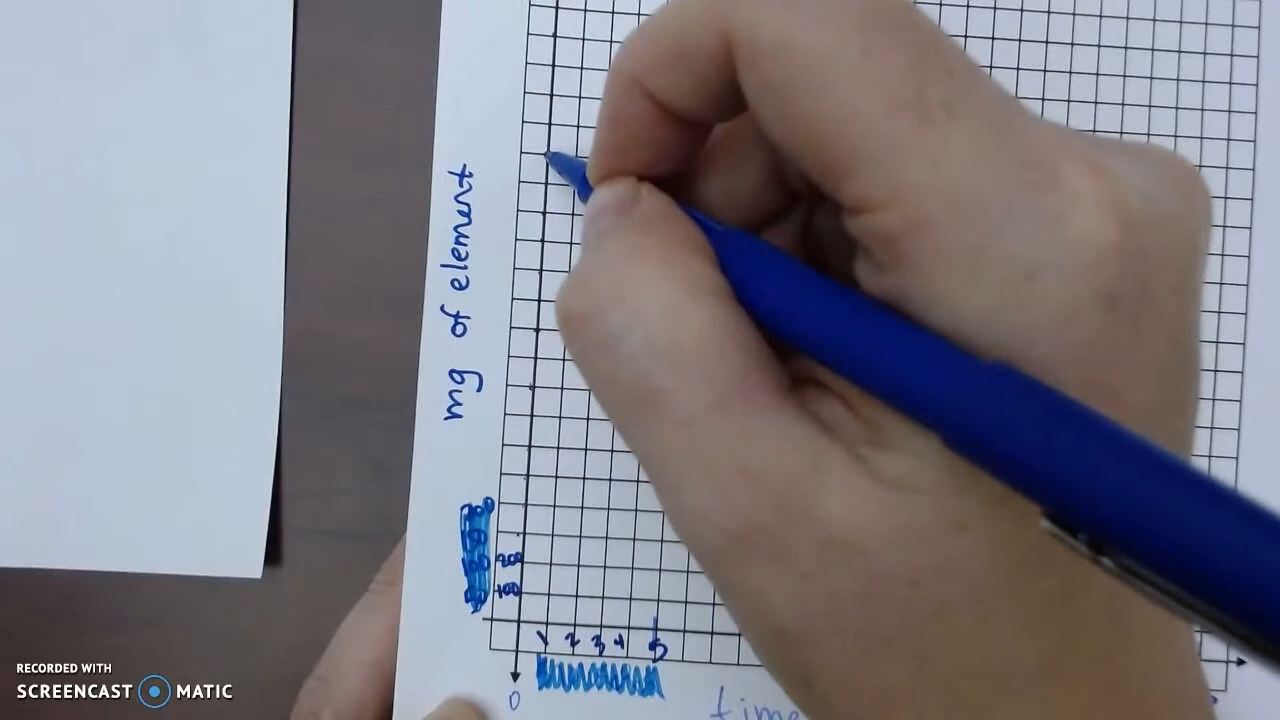 mg of element
200
100
1 2 3 4 5
0
time
RECORDED WITH
SCREENCAST MATIC